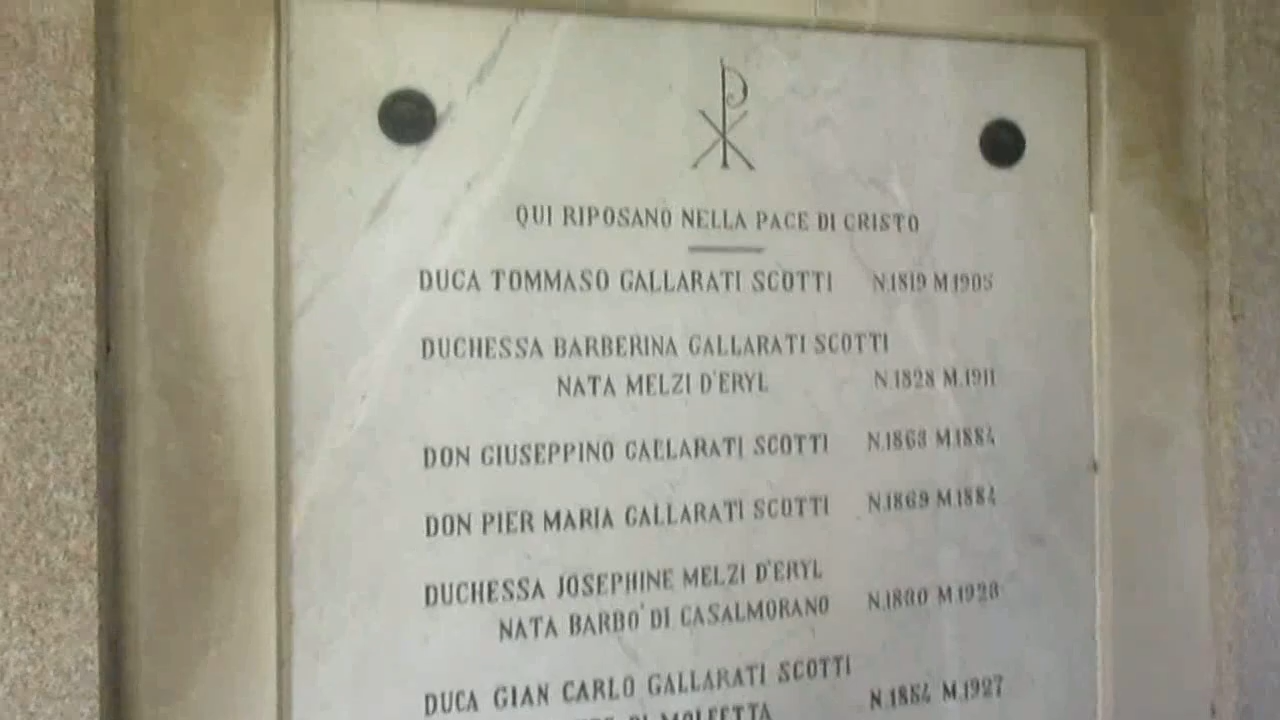 QUI RIPOSANO NELLA PACE DI CRISTO
DUCA TOMMASO GALLARATI SCOTTI N.1819 M.1905
DUCHESSA BARBERINA GALLARATI SCOTTI
NATA MELZI D'ERYL N.1828 M.1911
DON GIUSEPPINO GALLARATI SCOTTI N.1863 M.1884
DON PIER MARIA GALLARATI SCOTTI N.1869 M.1884
DUCHESSA JOSEPHINE MELZI D'ERYL
NATA BARBO' DI CASALMORANO M.1928
DUCA GIAN CARLO GALLARATI SCOTTI
DI MOLFETTA N.1854 M.1927